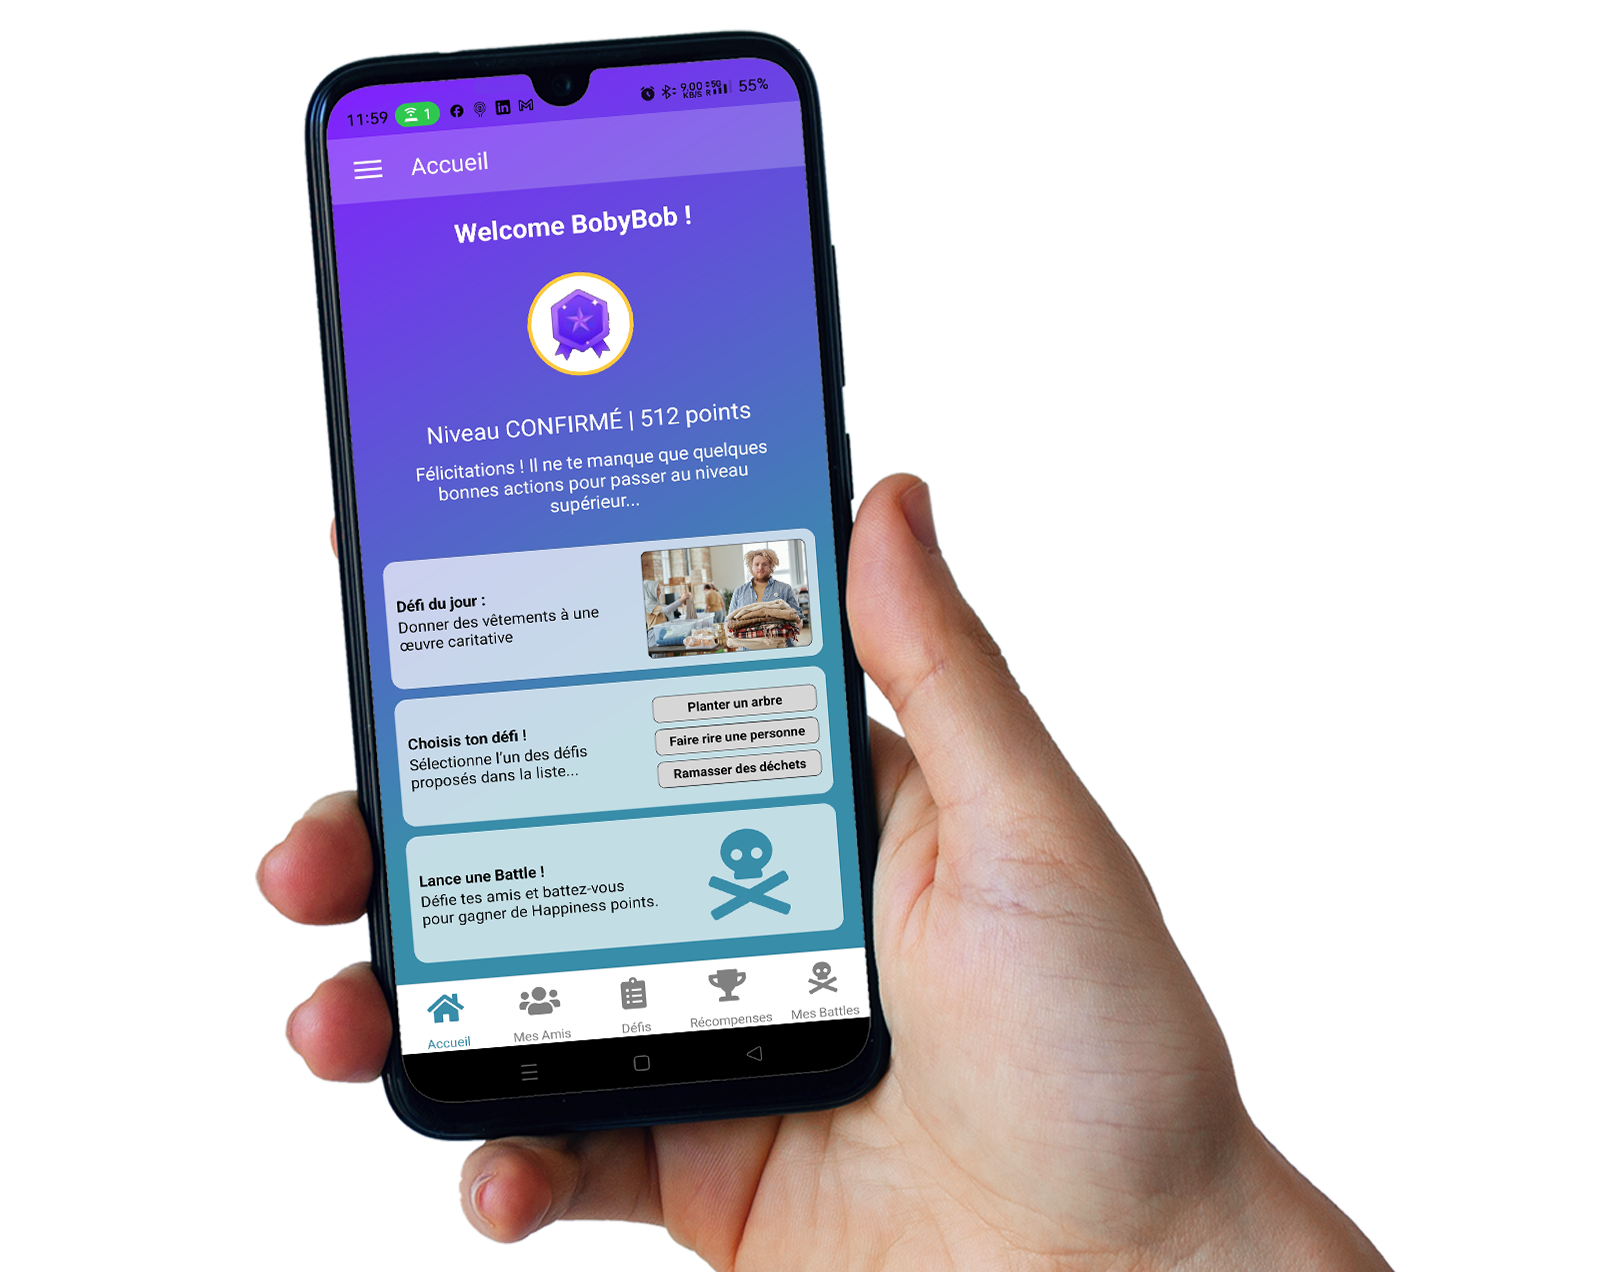 11:59 1 9.00 KB/S 5G R 55%
Accueil
Welcome BobyBob !
Niveau CONFIRMÉ | 512 points
Félicitations ! Il ne te manque que quelques
bonnes actions pour passer au niveau
supérieur...
Défi du jour :
Donner des vêtements à une
œuvre caritative
Choisis ton défi !
Sélectionne l'un des défis
proposés dans la liste...
Planter un arbre
Faire rire une personne
Ramasser des déchets
Lance une Battle !
Défie tes amis et battez-vous
pour gagner de Happiness points.
Accueil
Mes Amis
Défis
Récompenses
Mes Battles